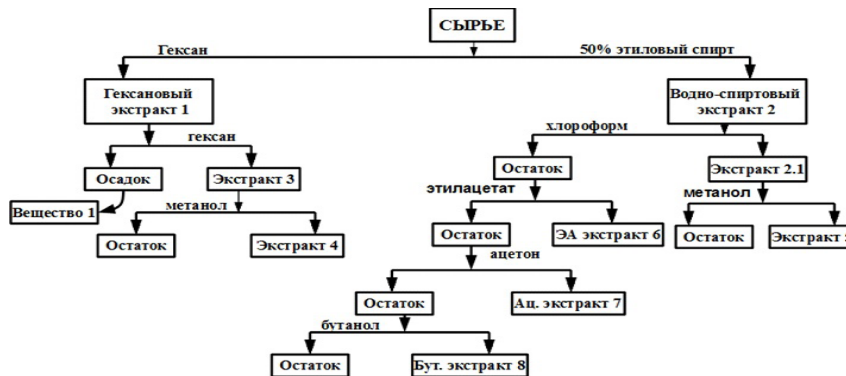 СЫРЬЕ
Гексан
50% этиловый спирт
Гексановый
экстракт 1
Водно-спиртовый
экстракт 2
гексан
хлороформ
Осадок
Экстракт 3
Остаток
Экстракт 2.1
Вещество 1
метанол
этилацетат
метанол
Остаток
Экстракт 4
Остаток
ЭА экстракт 6
Остаток
Экстракт
ацетон
Остаток
Ац. экстракт 7
бутанол
Остаток
Бут. экстракт 8